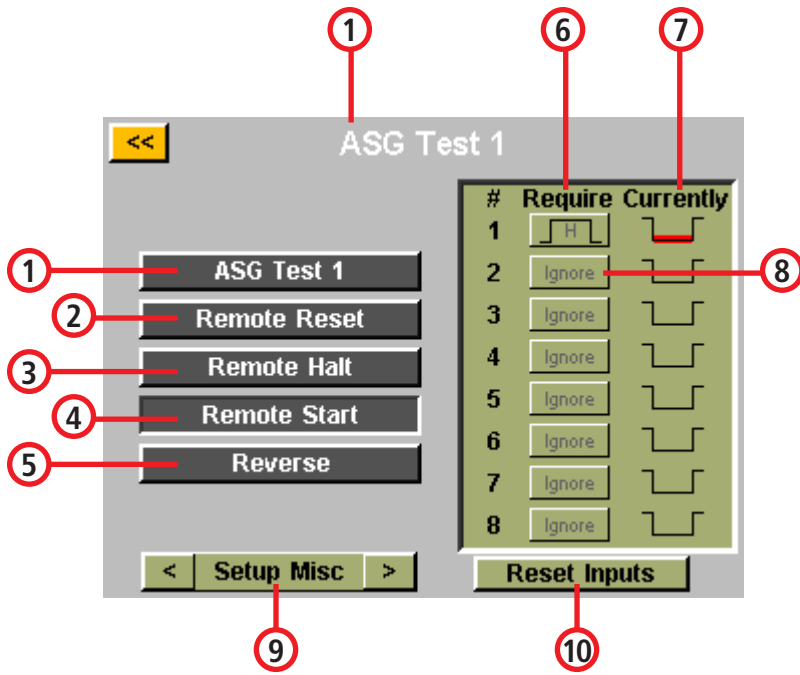 1 6 7
<< ASG Test 1
# Require Currently
1 H
1 ASG Test 1
2 Ignore 8
2 Remote Reset
3 Ignore
3 Remote Halt
4 Ignore
4 Remote Start
5 Ignore
6 Ignore
5 Reverse
7 Ignore
8 Ignore
< Setup Misc >
Reset Inputs
9 10